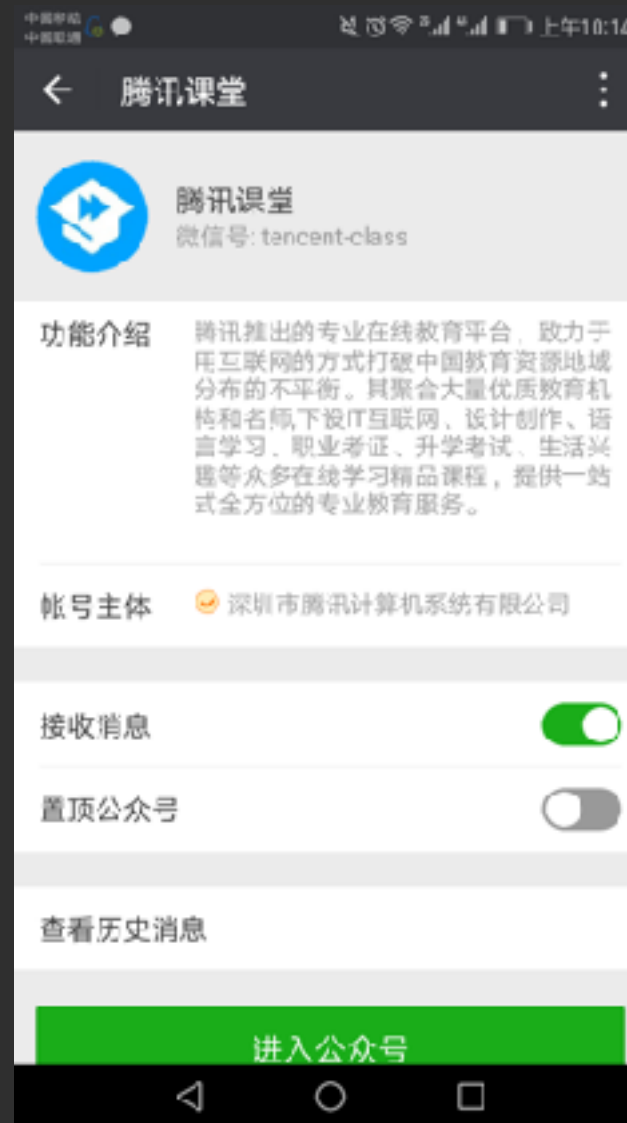 中国移动
中国联通
上午10:14
腾讯课堂
腾讯课堂
微信号: tencent-class
功能介绍
腾讯推出的专业在线教育平台，致力于
用互联网的方式打破中国教育资源地域
分布的不平衡。其聚合大量优质教育机
构和名师,下设IT互联网、设计创作、语
言学习、职业考证、升学考试、生活兴
趣等众多在线学习精品课程，提供一站
式全方位的专业教育服务。
帐号主体
深圳市腾讯计算机系统有限公司
接收消息
置顶公众号
查看历史消息
进入公众号